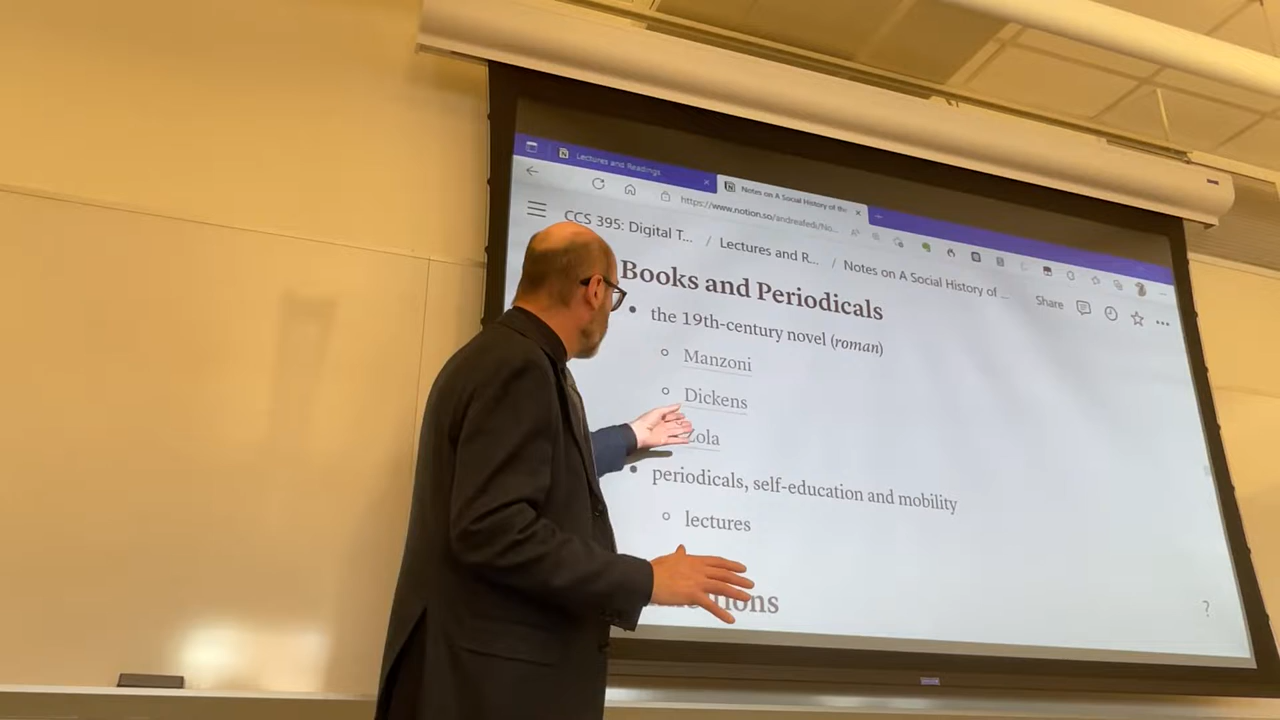 Lectures and Readings
Notes on A Social History of the
https://www.notion.so/andreafedi/No...
CCS 395: Digital T... / Lectures and R... / Notes on A Social History of ...
Share
Books and Periodicals
• the 19th-century novel (roman)
○ Manzoni
○ Dickens
Zola
• periodicals, self-education and mobility
○ lectures
?